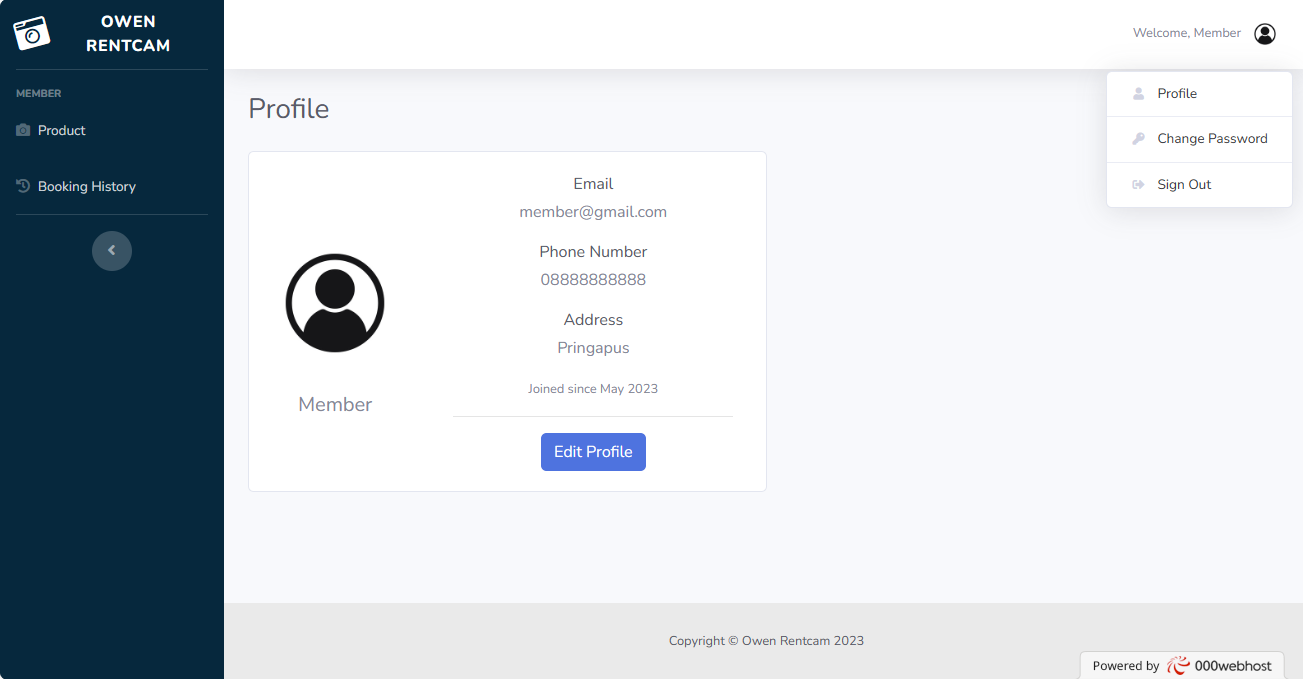 OWEN
RENTCAM
MEMBER
Product
Booking History
Welcome, Member
Profile
Change Password
Sign Out
Profile
Member
Email
member@gmail.com
Phone Number
08888888888
Address
Pringapus
Joined since May 2023
Edit Profile
Copyright © Owen Rentcam 2023
Powered by 000webhost